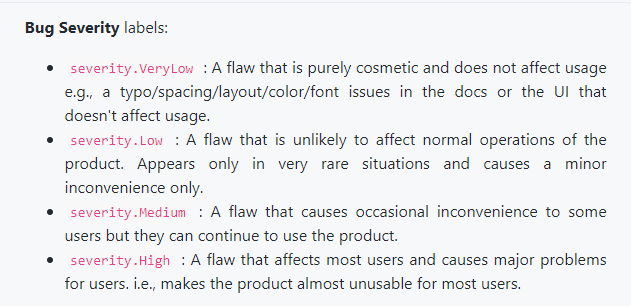 Bug Severity labels:
severity.VeryLow : A flaw that is purely cosmetic and does not affect usage
e.g., a typo/spacing/layout/color/font issues in the docs or the UI that
doesn't affect usage.
severity.Low : A flaw that is unlikely to affect normal operations of the
product. Appears only in very rare situations and causes a minor
inconvenience only.
severity.Medium : A flaw that causes occasional inconvenience to some
users but they can continue to use the product.
severity.High : A flaw that affects most users and causes major problems
for users. i.e., makes the product almost unusable for most users.